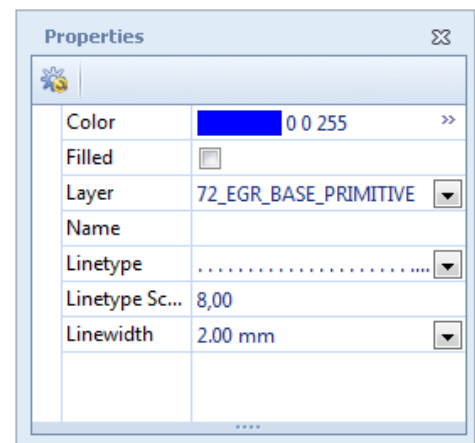 Properties
Color 0 0 255 >>
Filled
Layer 72_EGR_BASE_PRIMITIVE
Name
Linetype . . . . . . . . . . . . . . . . . . . . . . ....
Linetype Sc... 8,00
Linewidth 2.00 mm